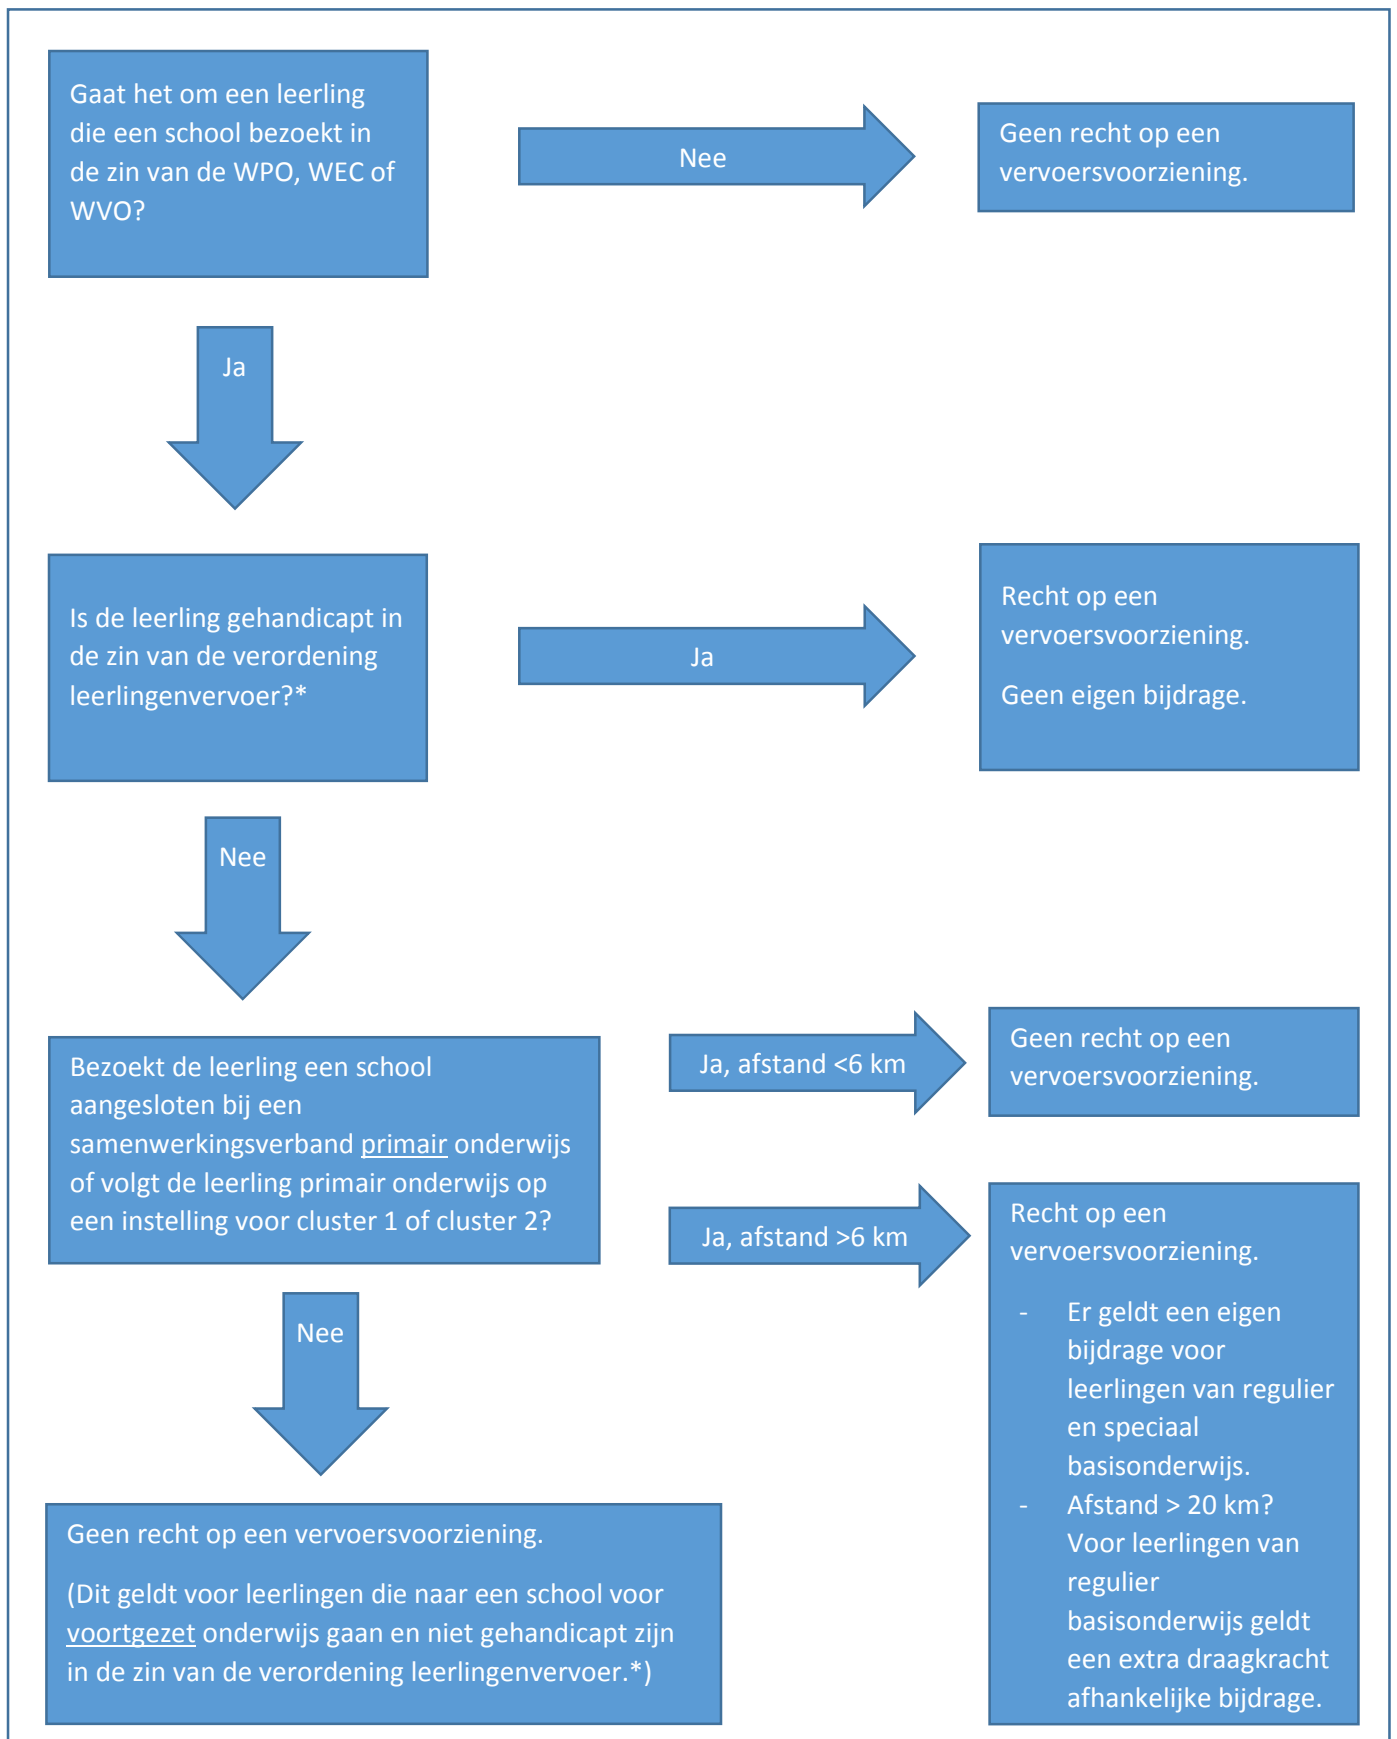 Gaat het om een leerling
die een school bezoekt in
de zin van de WPO, WEC of
WVO?
Nee
Geen recht op een
vervoersvoorziening.
Ja
Is de leerling gehandicapt in
de zin van de verordening
leerlingenvervoer?*
Ja
Recht op een
vervoersvoorziening.
Geen eigen bijdrage.
Nee
Bezoekt de leerling een school
aangesloten bij een
samenwerkingsverband primair onderwijs
of volgt de leerling primair onderwijs op
een instelling voor cluster 1 of cluster 2?
Ja, afstand <6 km
Geen recht op een
vervoersvoorziening.
Ja, afstand >6 km
Recht op een
vervoersvoorziening.
- Er geldt een eigen
bijdrage voor
leerlingen van regulier
en speciaal
basisonderwijs.
- Afstand > 20 km?
Voor leerlingen van
regulier
basisonderwijs geldt
een extra draagkracht
afhankelijke bijdrage.
Nee
Geen recht op een vervoersvoorziening.
(Dit geldt voor leerlingen die naar een school voor
voortgezet onderwijs gaan en niet gehandicapt zijn
in de zin van de verordening leerlingenvervoer.*)